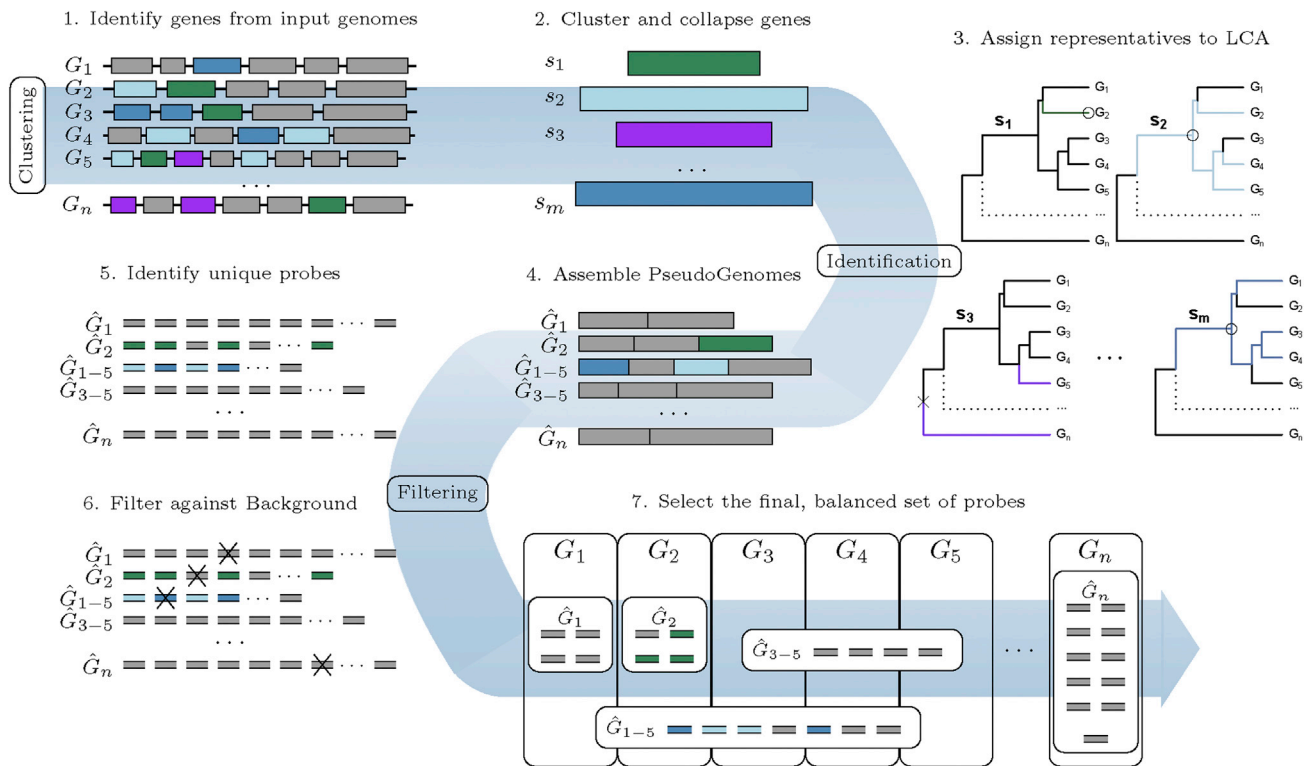 1. Identify genes from input genomes
G1
G2
G3
G4
G5
...
Gn
Clustering
2. Cluster and collapse genes
s1
s2
s3
...
sm
3. Assign representatives to LCA
s1
G1
G2
G3
G4
G5
...
Gn
s2
G1
G2
G3
G4
G5
...
Gn
s3
G1
G2
G3
G4
G5
...
Gn
...
sm
G1
G2
G3
G4
G5
...
Gn
Identification
4. Assemble PseudoGenomes
Ĝ1
Ĝ2
Ĝ1−5
Ĝ3−5
...
Ĝn
5. Identify unique probes
Ĝ1 ...
Ĝ2 ...
Ĝ1−5 ...
Ĝ3−5 ...
...
Ĝn ...
Filtering
6. Filter against Background
Ĝ1 ...
Ĝ2 ...
Ĝ1−5 ...
Ĝ3−5 ...
...
Ĝn ...
7. Select the final, balanced set of probes
G1 G2 G3 G4 G5 Gn
Ĝ1 Ĝ2 Ĝn
Ĝ3−5 ...
Ĝ1−5